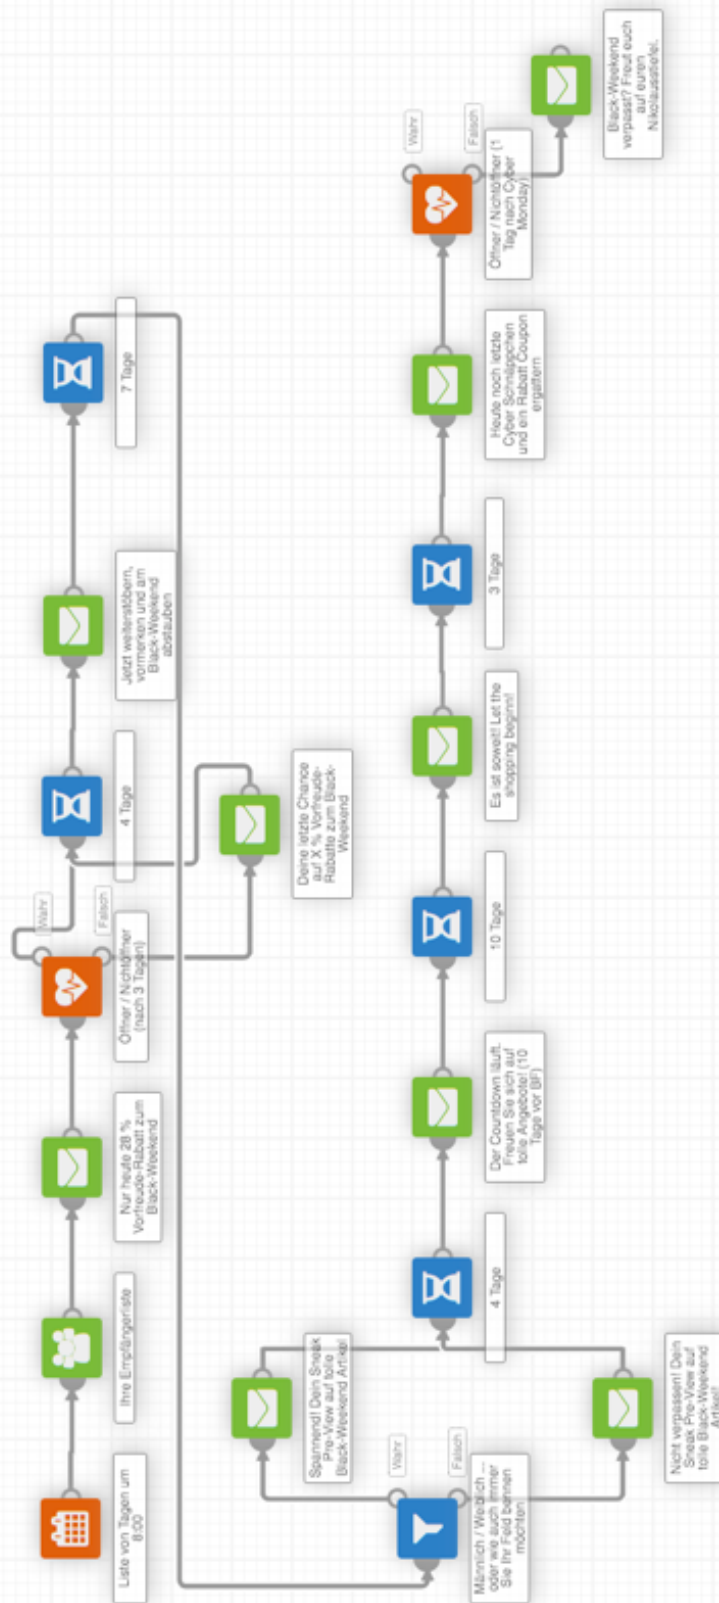 Liste von Tagen um
8:00
Ihre Empfängerliste
Nur heute 28 %
Vorfreude-Rabatt zum
Black-Weekend
Wahr
Falsch
Öffner / Nichtöffner
(nach 3 Tagen)
Deine letzte Chance
auf X % Vorfreude-
Rabatte zum Black-
Weekend
4 Tage
Jetzt weiterstöbern,
vormerken und am
Black-Weekend
abstauben
7 Tage
Männlich / Weiblich ...
oder wie auch immer
Sie Ihr Feld bennen
möchten
Wahr
Falsch
Spannend! Dein Sneak
Pre-View auf tolle
Black-Weekend Artikel
Nicht verpassen! Dein
Sneak Pre-View auf
tolle Black-Weekend
Artikel!
4 Tage
Der Countdown läuft.
Freuen Sie sich auf
tolle Angebote! (10
Tage vor BF)
10 Tage
Es ist soweit! Let the
shopping beginn!
3 Tage
Heute noch letzte
Cyber Schnäppchen
und ein Rabatt Coupon
ergattern
Wahr
Falsch
Öffner / Nichtöffner (1
Tag nach Cyber
Monday)
Black-Weekend
verpasst? Freut euch
auf euren
Nikolausstiefel.